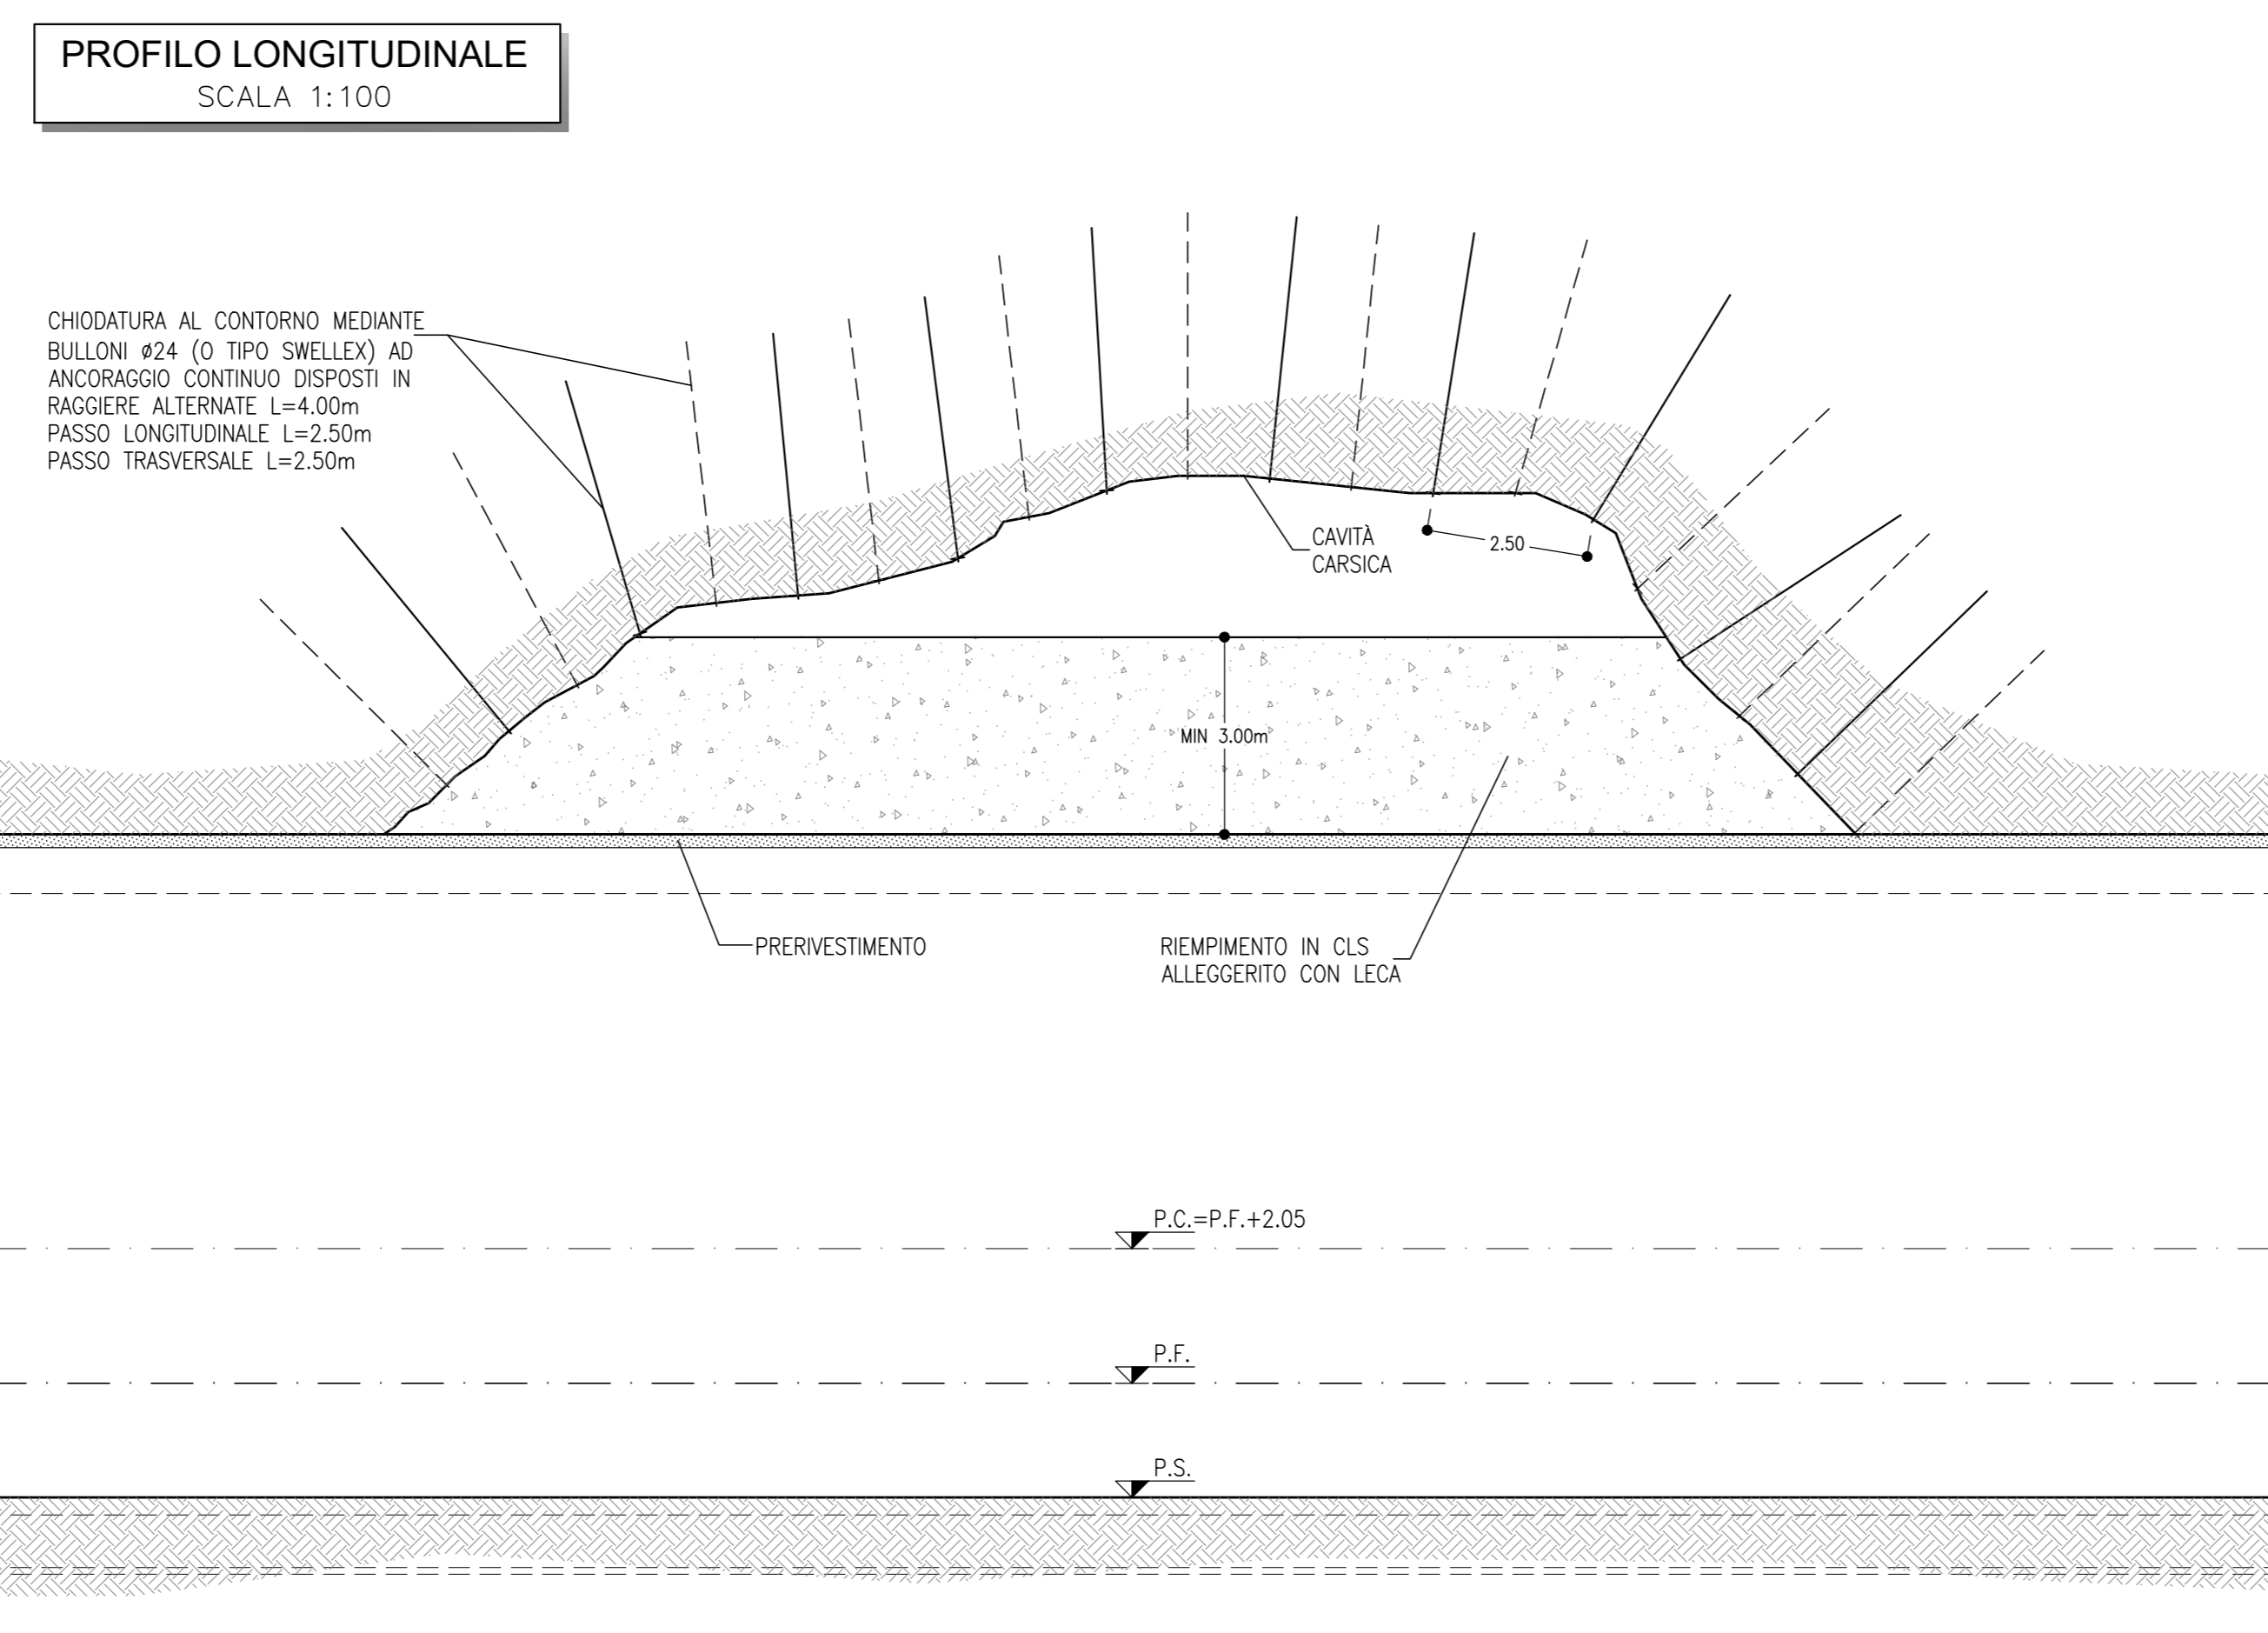 PROFILO LONGITUDINALE
SCALA 1:100
CHIODATURA AL CONTORNO MEDIANTE
BULLONI ø24 (O TIPO SWELLEX) AD
ANCORAGGIO CONTINUO DISPOSTI IN
RAGGIERE ALTERNATE L=4.00m
PASSO LONGITUDINALE L=2.50m
PASSO TRASVERSALE L=2.50m
CAVITÀ
CARSICA
2.50
MIN 3.00m
PRERIVESTIMENTO
RIEMPIMENTO IN CLS
ALLEGGERITO CON LECA
P.C.=P.F.+2.05
P.F.
P.S.